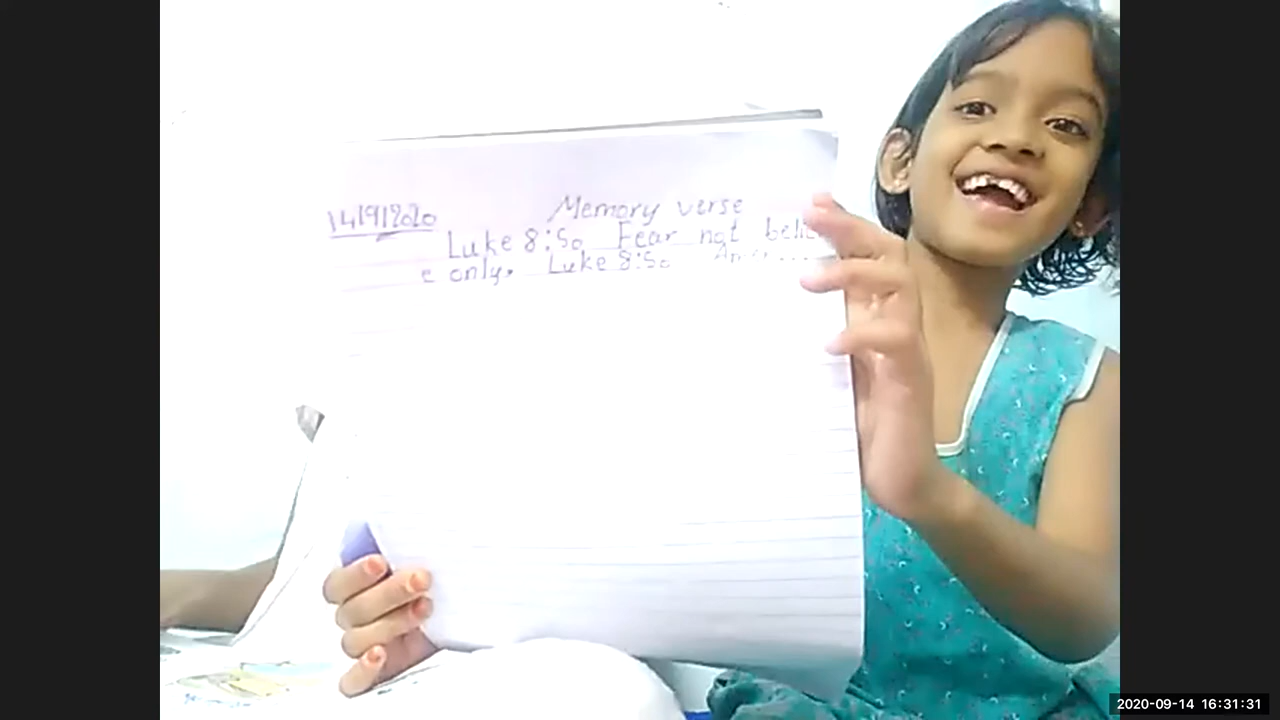 14/9/2020 Memory verse
Luke 8:50 Fear not belie
e only. Luke 8:50
2020-09-14 16:31:31